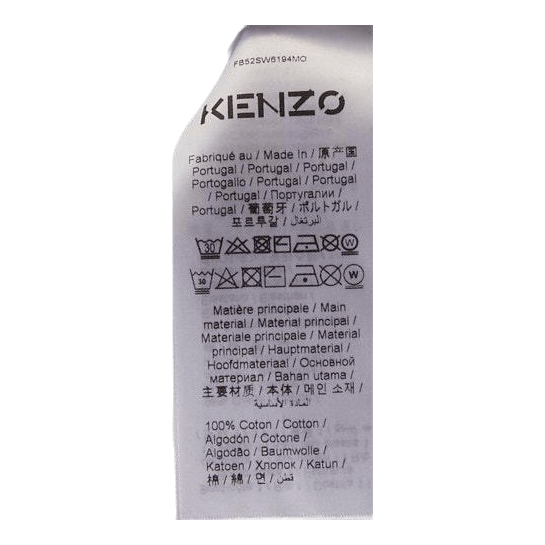 FB52SW6194MO
KENZO
Fabriqué au / Made In / 原产国
Portugal / Portugal / Portugal /
Portogallo / Portugal / Portugal
/ Portugal / Португалии /
Portugal / 葡萄牙 / ポルトガル /
포르투갈 / البرتغال
30 W
30 W
Matière principale / Main
material / Material principal /
Materiale principale / Material
principal / Hauptmaterial /
Hoofdmateriaal / Основной
материал / Bahan utama /
主要材质 / 本体 / 메인 소재 /
المادة الأساسية
100% Coton / Cotton /
Algodón / Cotone /
Algodão / Baumwolle /
Katoen / Хлопок / Katun /
棉 / 綿 / 면 / قطن